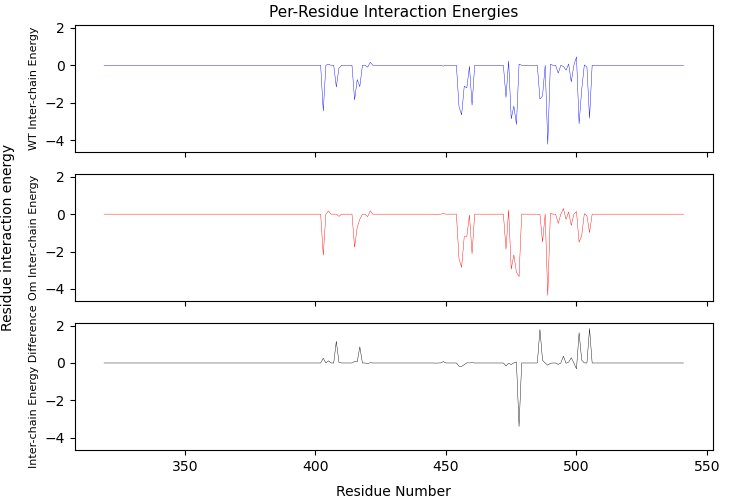 Per-Residue Interaction Energies
Residue interaction energy
WT Inter-chain Energy
2
0
−2
−4
Om Inter-chain Energy
2
0
−2
−4
Inter-chain Energy Difference
2
0
−2
−4
350
400
450
500
550
Residue Number